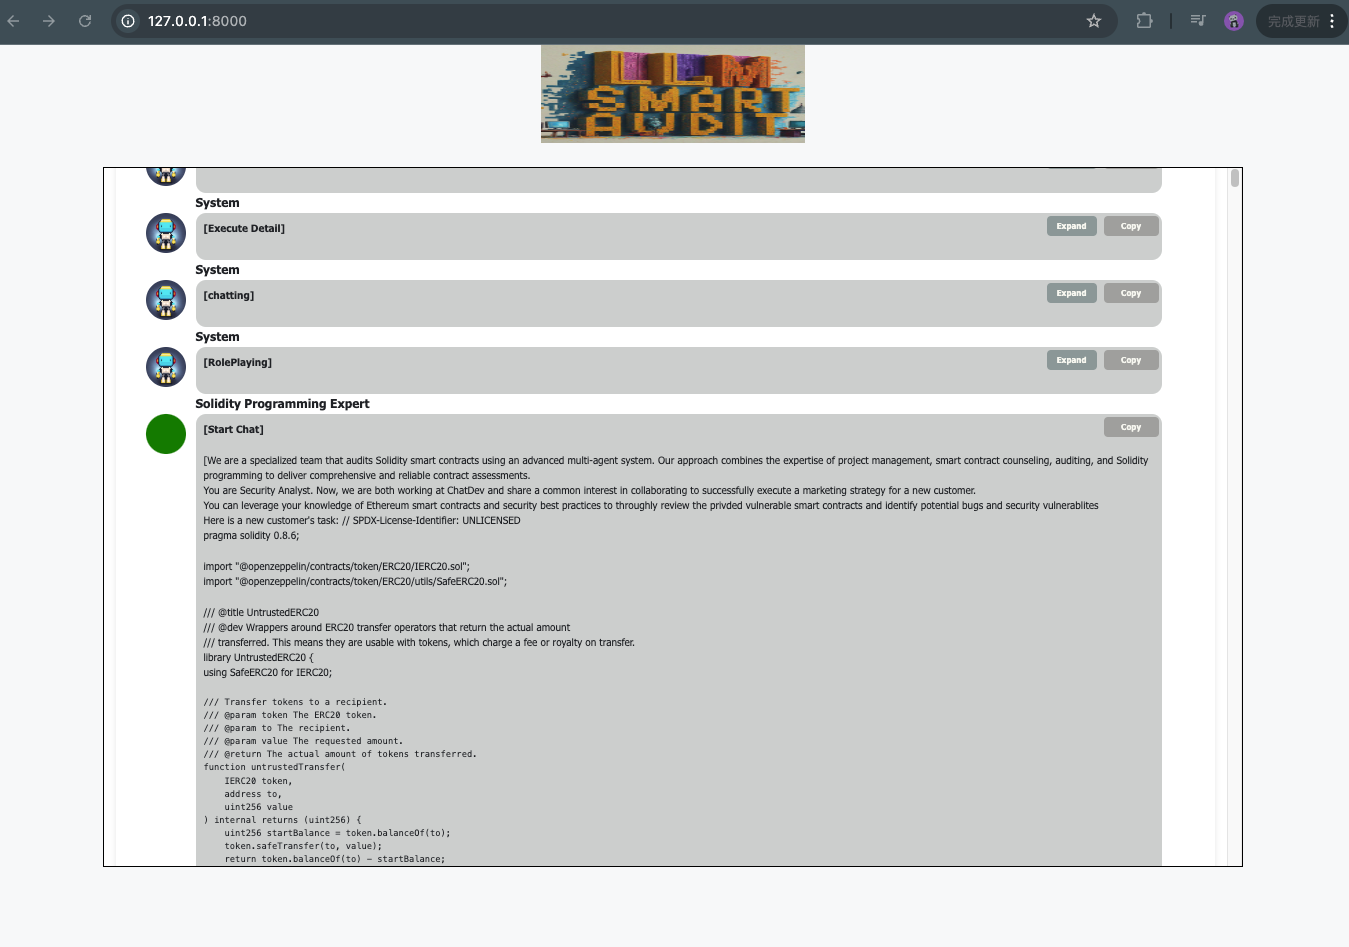 127.0.0.1:8000
完成更新
LLM
SMART
AUDIT
System
[Execute Detail]
Expand
Copy
System
[chatting]
Expand
Copy
System
[RolePlaying]
Expand
Copy
Solidity Programming Expert
[Start Chat]
Copy
[We are a specialized team that audits Solidity smart contracts using an advanced multi-agent system. Our approach combines the expertise of project management, smart contract counseling, auditing, and Solidity
programming to deliver comprehensive and reliable contract assessments.
You are Security Analyst. Now, we are both working at ChatDev and share a common interest in collaborating to successfully execute a marketing strategy for a new customer.
You can leverage your knowledge of Ethereum smart contracts and security best practices to throughly review the privded vulnerable smart contracts and identify potential bugs and security vulnerablites
Here is a new customer's task: // SPDX-License-Identifier: UNLICENSED
pragma solidity 0.8.6;
import "@openzeppelin/contracts/token/ERC20/IERC20.sol";
import "@openzeppelin/contracts/token/ERC20/utils/SafeERC20.sol";
/// @title UntrustedERC20
/// @dev Wrappers around ERC20 transfer operators that return the actual amount
/// transferred. This means they are usable with tokens, which charge a fee or royalty on transfer.
library UntrustedERC20 {
using SafeERC20 for IERC20;
/// Transfer tokens to a recipient.
/// @param token The ERC20 token.
/// @param to The recipient.
/// @param value The requested amount.
/// @return The actual amount of tokens transferred.
function untrustedTransfer(
IERC20 token,
address to,
uint256 value
) internal returns (uint256) {
uint256 startBalance = token.balanceOf(to);
token.safeTransfer(to, value);
return token.balanceOf(to) – startBalance;